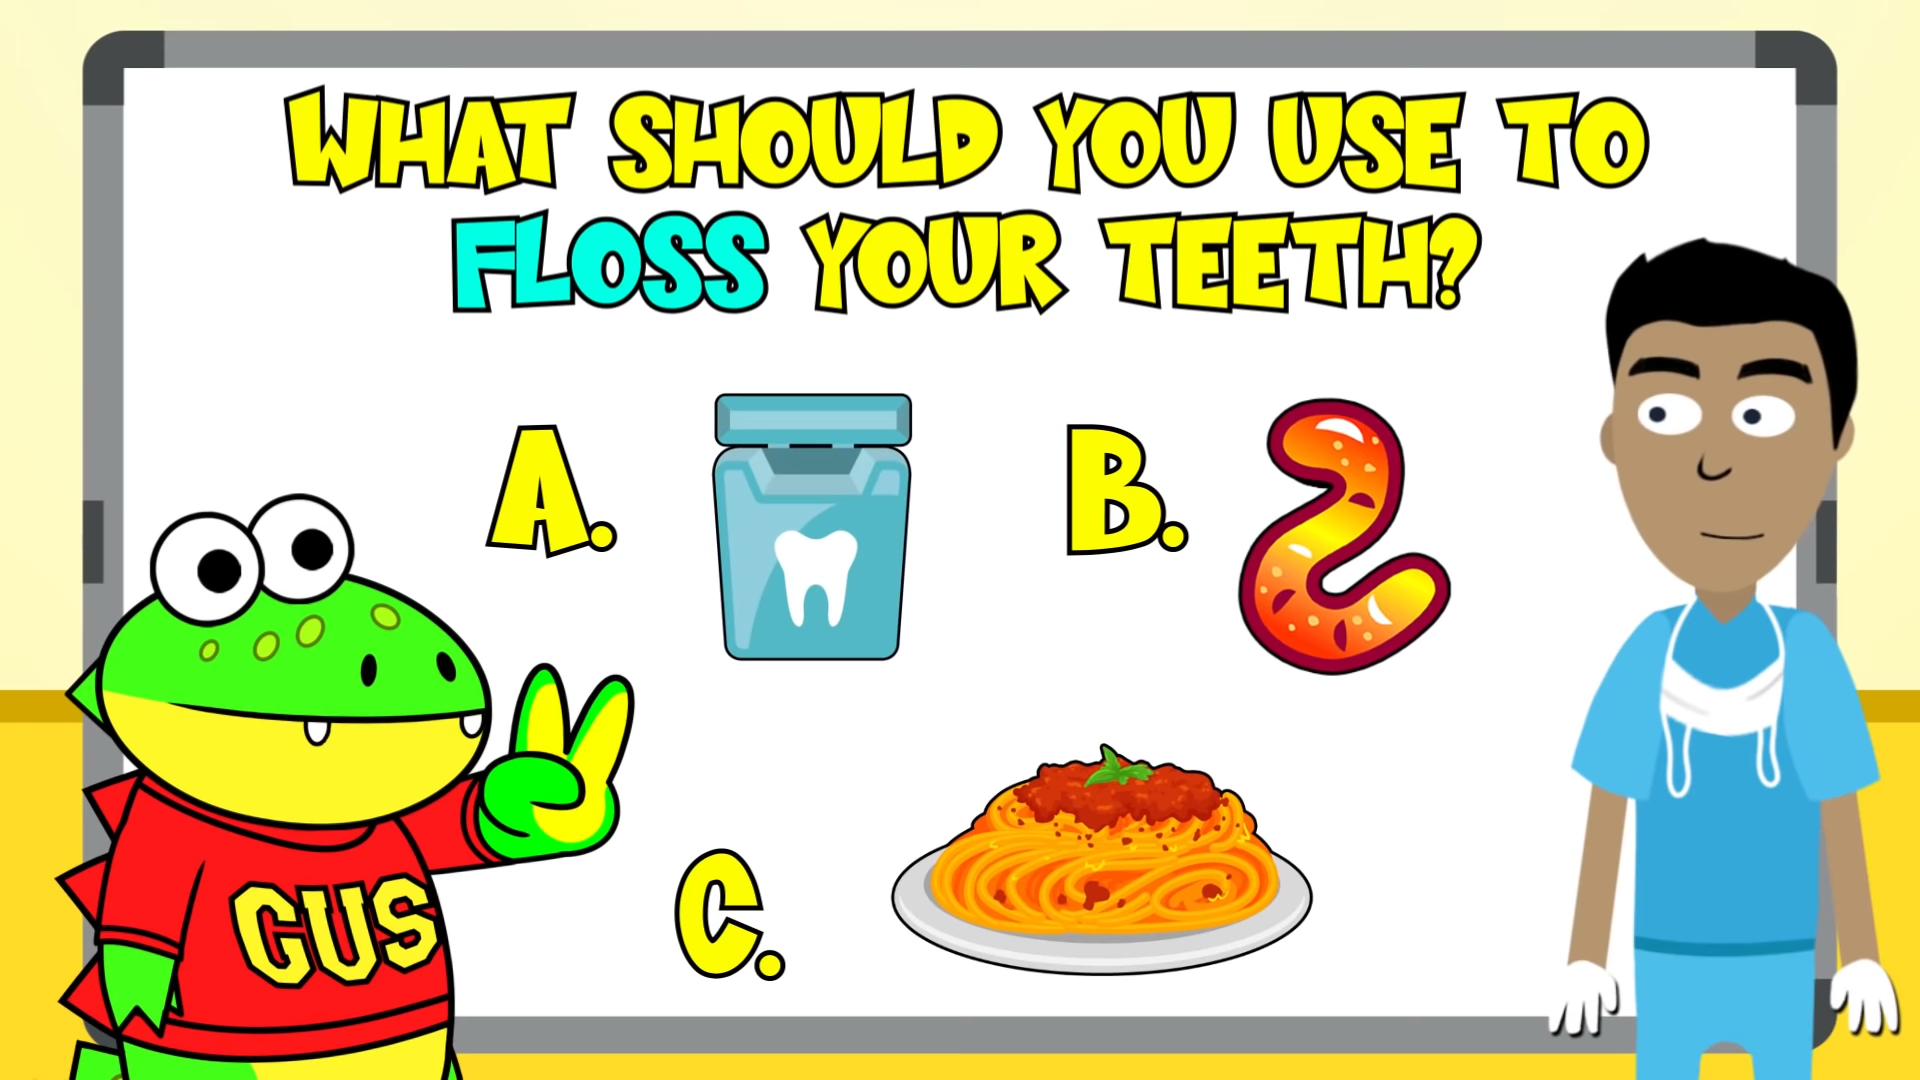 WHAT SHOULD YOU USE TO
FLOSS YOUR TEETH?
A.
B.
C.
GUS